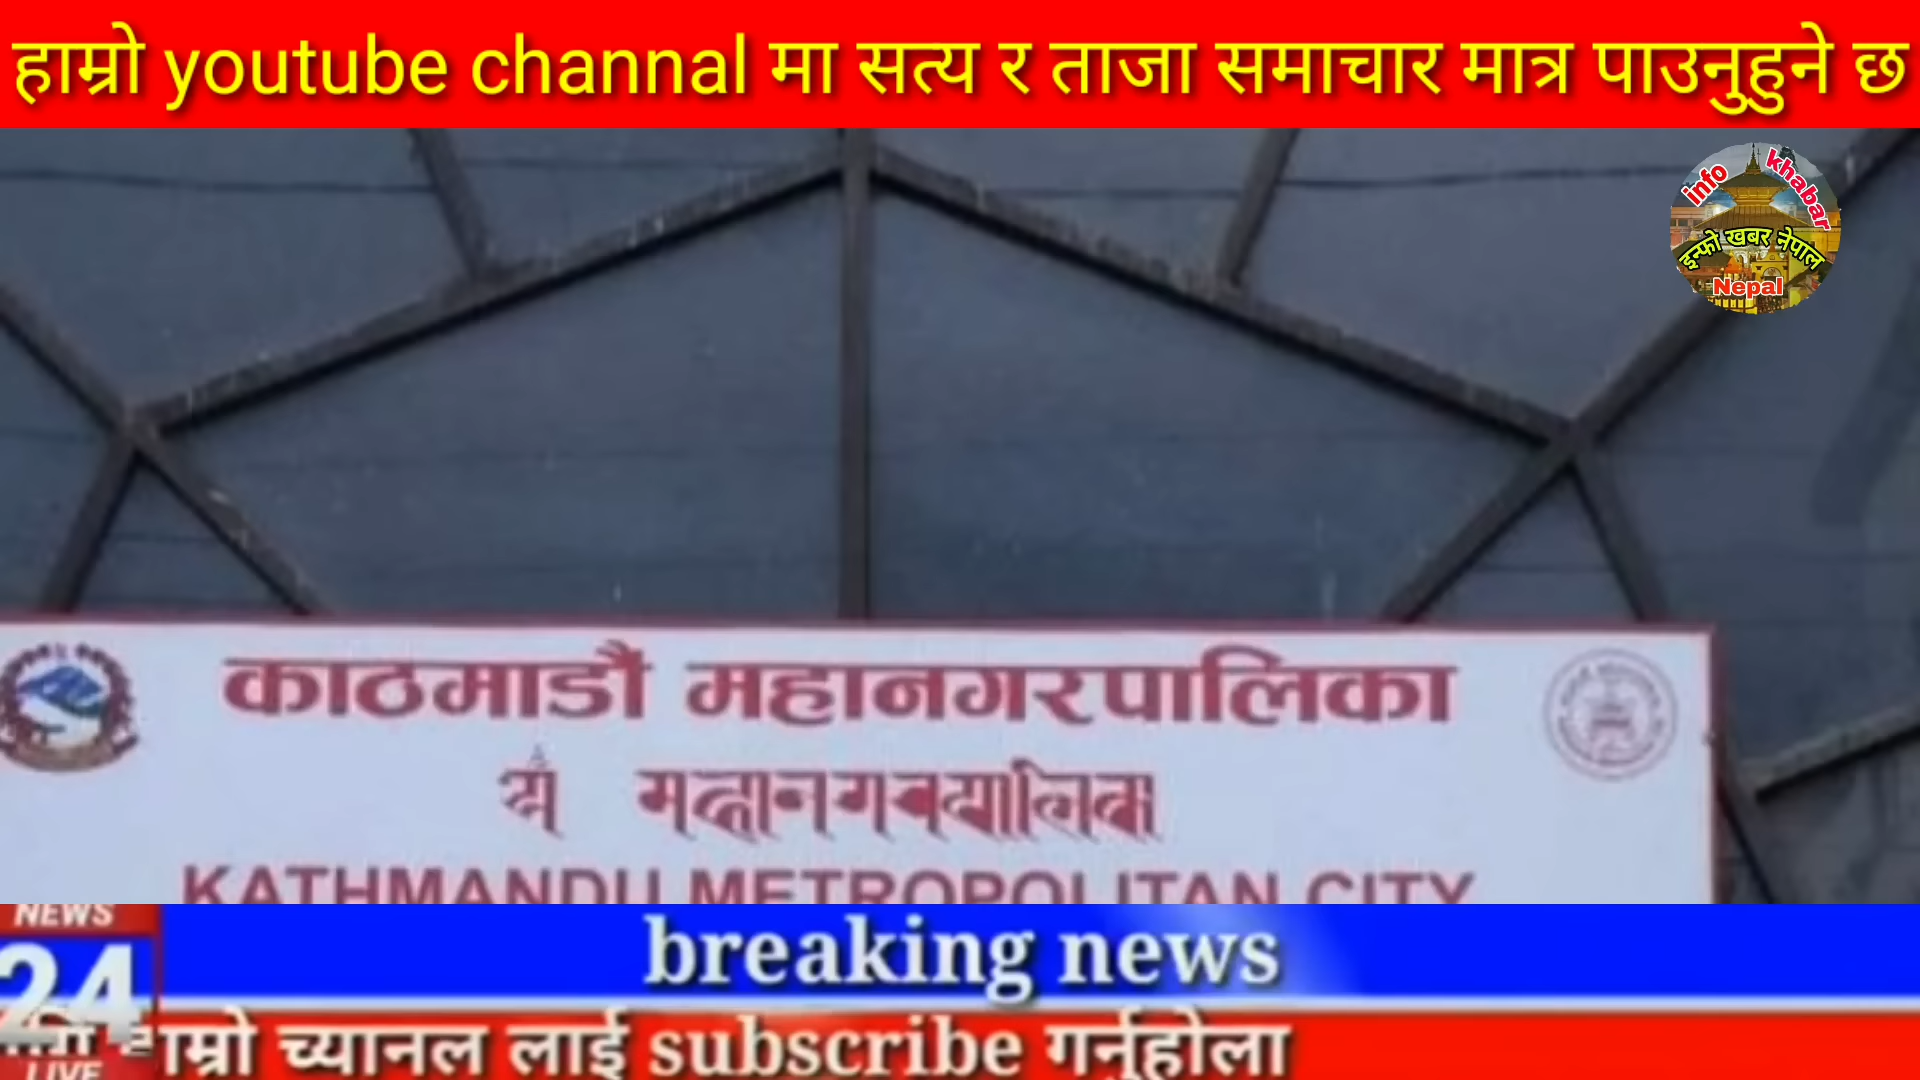 हाम्रो youtube channal मा सत्य र ताजा समाचार मात्र पाउनुहुने छ
info khabar
इन्फो खबर नेपाल
Nepal
काठमाडौं महानगरपालिका
KATHMANDU METROPOLITAN CITY
NEWS
24
LIVE
breaking news
हाम्रो च्यानल लाई subscribe गर्नुहोला